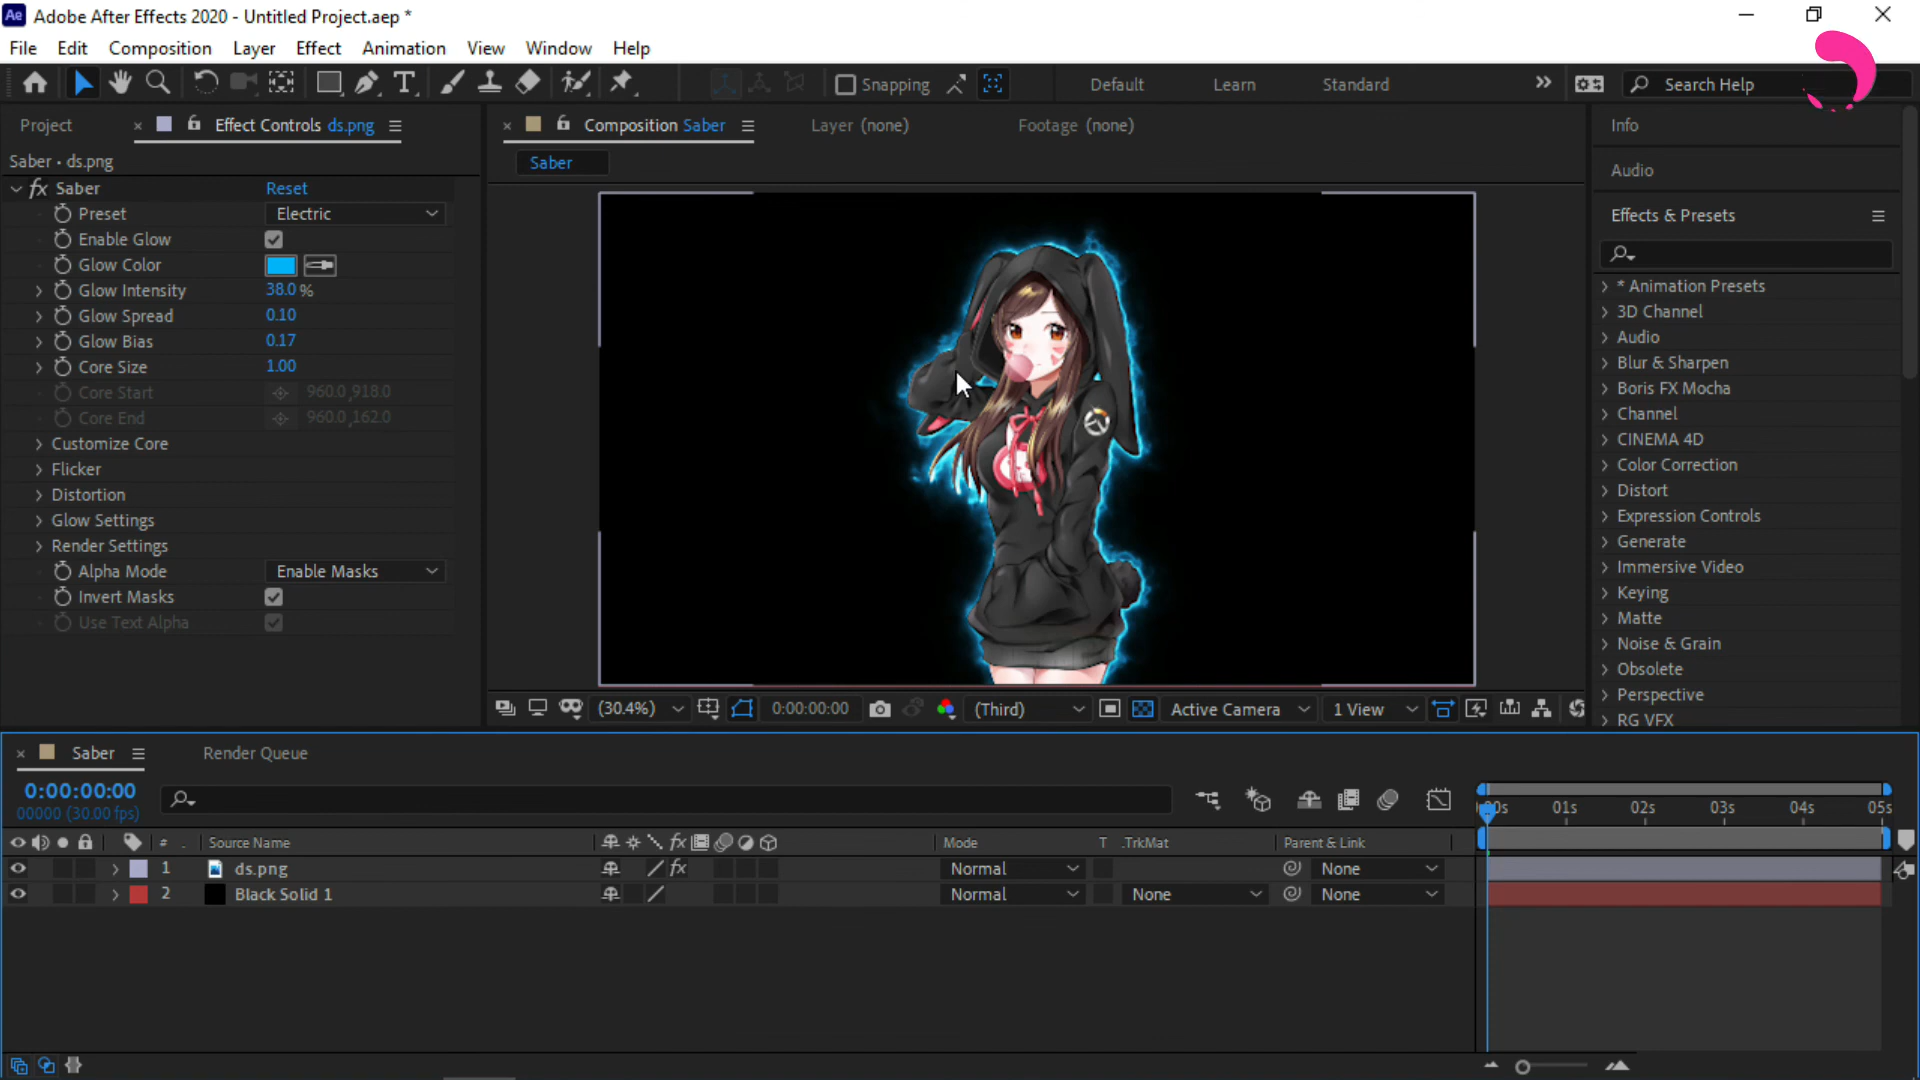 Ae Adobe After Effects 2020 - Untitled Project.aep *
File Edit Composition Layer Effect Animation View Window Help
Snapping Default Learn Standard Search Help
Project Effect Controls ds.png Composition Saber Layer (none) Footage (none) Info
Saber • ds.png Saber Audio
fx Saber Reset
Preset Electric
Enable Glow
Glow Color
Glow Intensity 38.0 %
Glow Spread 0.10
Glow Bias 0.17
Core Size 1.00
Core Start 960.0,918.0
Core End 960.0,162.0
Customize Core
Flicker
Distortion
Glow Settings
Render Settings
Alpha Mode Enable Masks
Invert Masks
Use Text Alpha
Effects & Presets
* Animation Presets
3D Channel
Audio
Blur & Sharpen
Boris FX Mocha
Channel
CINEMA 4D
Color Correction
Distort
Expression Controls
Generate
Immersive Video
Keying
Matte
Noise & Grain
Obsolete
Perspective
RG VFX
(30.4%) 0:00:00:00 (Third) Active Camera 1 View
Saber Render Queue
0:00:00:00
00000 (30.00 fps)
00s 01s 02s 03s 04s 05s
# . Source Name fx Mode T .TrkMat Parent & Link
1 ds.png fx Normal None
2 Black Solid 1 Normal None None